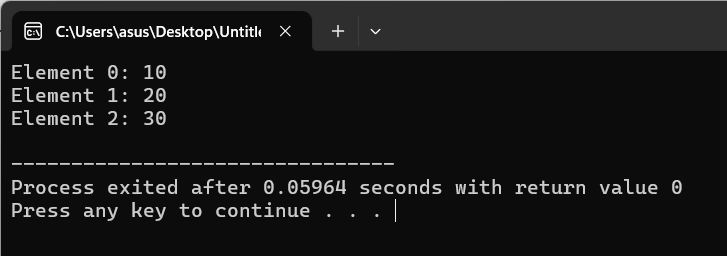 C:\Users\asus\Desktop\Untitle
Element 0: 10
Element 1: 20
Element 2: 30
--------------------------------
Process exited after 0.05964 seconds with return value 0
Press any key to continue . . .